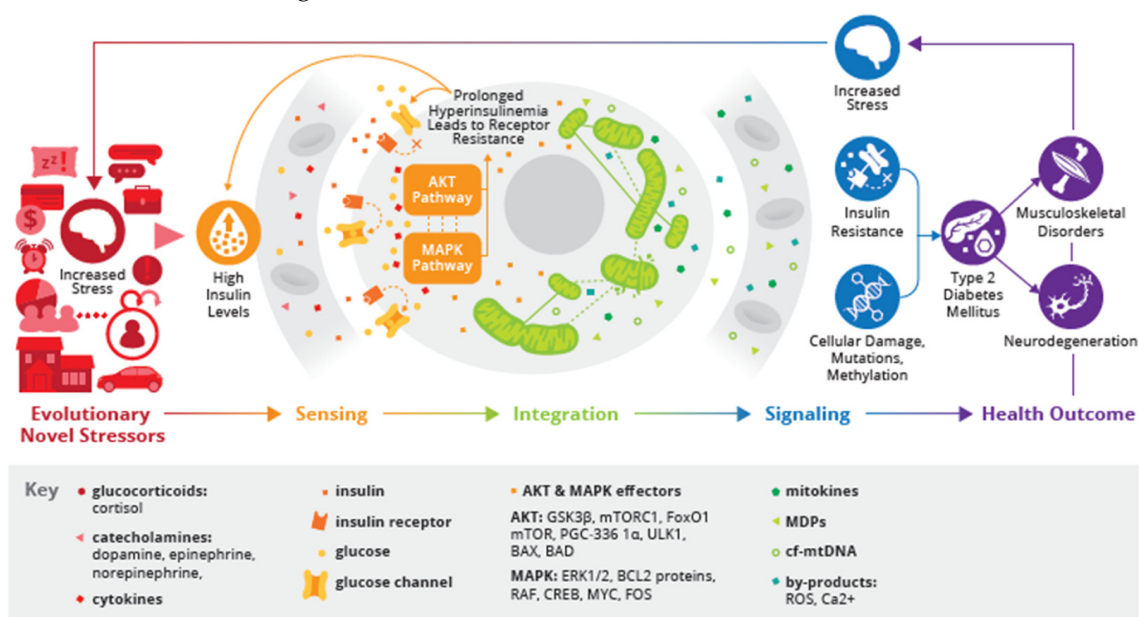 Increased
Stress
zz!
$
!
Increased
Stress
High
Insulin
Levels
Prolonged
Hyperinsulinemia
Leads to Receptor
Resistance
AKT
Pathway
MAPK
Pathway
Insulin
Resistance
Cellular Damage,
Mutations,
Methylation
Type 2
Diabetes
Mellitus
Musculoskeletal
Disorders
Neurodegeneration
Evolutionary
Novel Stressors
Sensing
Integration
Signaling
Health Outcome
Key
glucocorticoids:
cortisol
catecholamines:
dopamine, epinephrine,
norepinephrine,
cytokines
insulin
insulin receptor
glucose
glucose channel
AKT & MAPK effectors
AKT: GSK3β, mTORC1, FoxO1
mTOR, PGC-336 1α, ULK1,
BAX, BAD
MAPK: ERK1/2, BCL2 proteins,
RAF, CREB, MYC, FOS
mitokines
MDPs
cf-mtDNA
by-products:
ROS, Ca2+